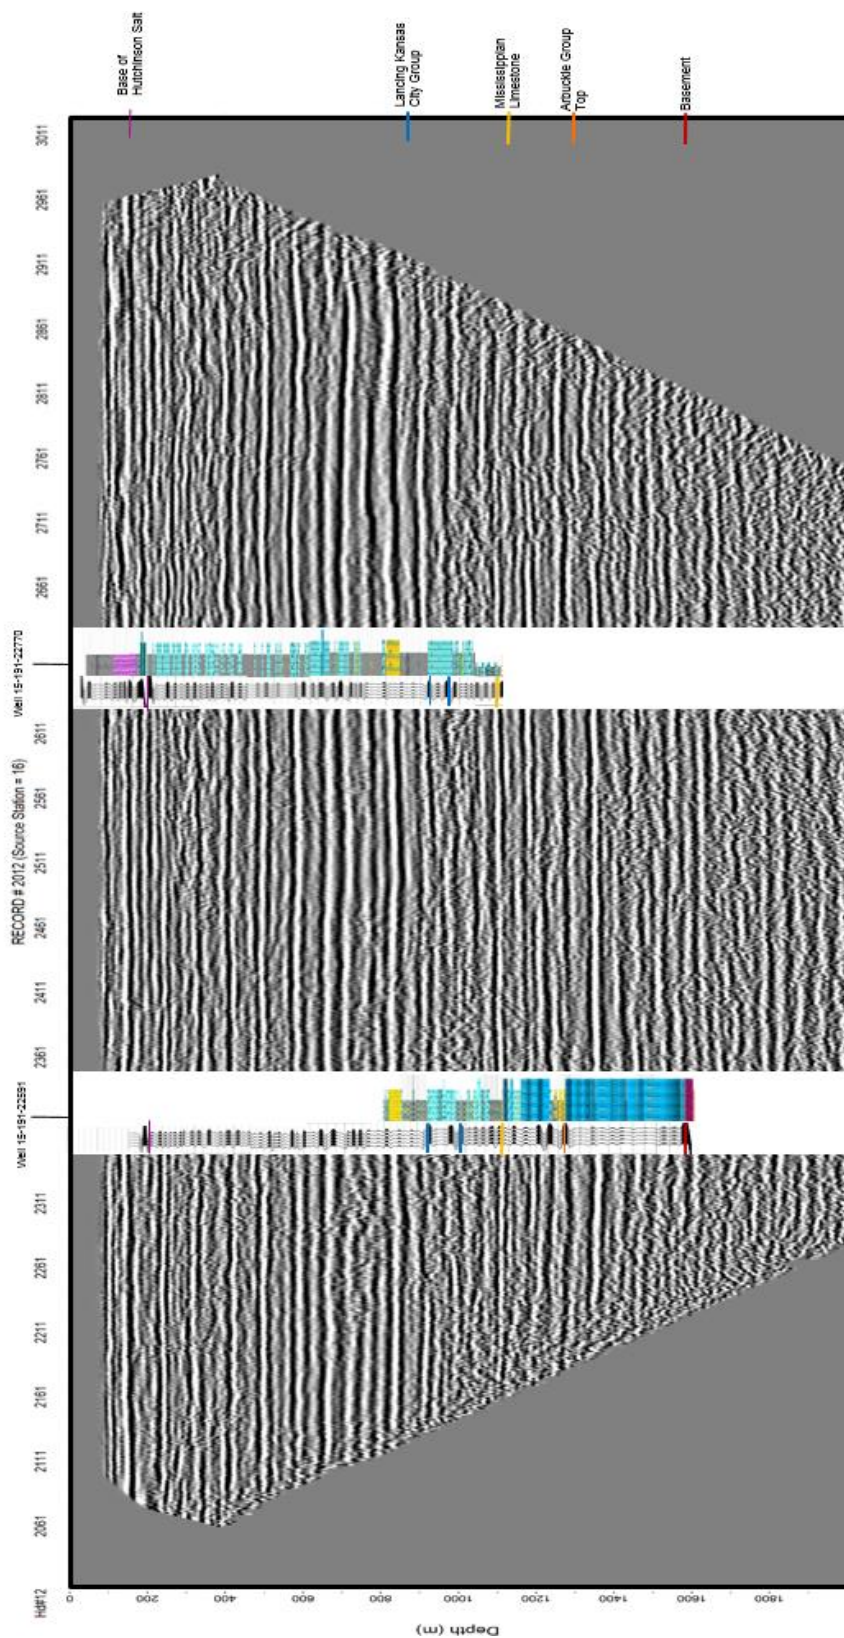 Base of
Hutchinson Salt
Lancing Kansas
City Group
Mississippian
Limestone
Arbuckle Group
Top
Basement
3011
2961
2911
2861
2811
2761
2711
2661
Well 15-191-22770
2611
2561
2511
2461
2411
2361
RECORD # 2012 (Source Station = 16)
Well 15-191-22591
2311
2261
2211
2161
2111
2061
Hd#12
0
200
400
600
800
1000
1200
1400
1600
1800
Depth (m)